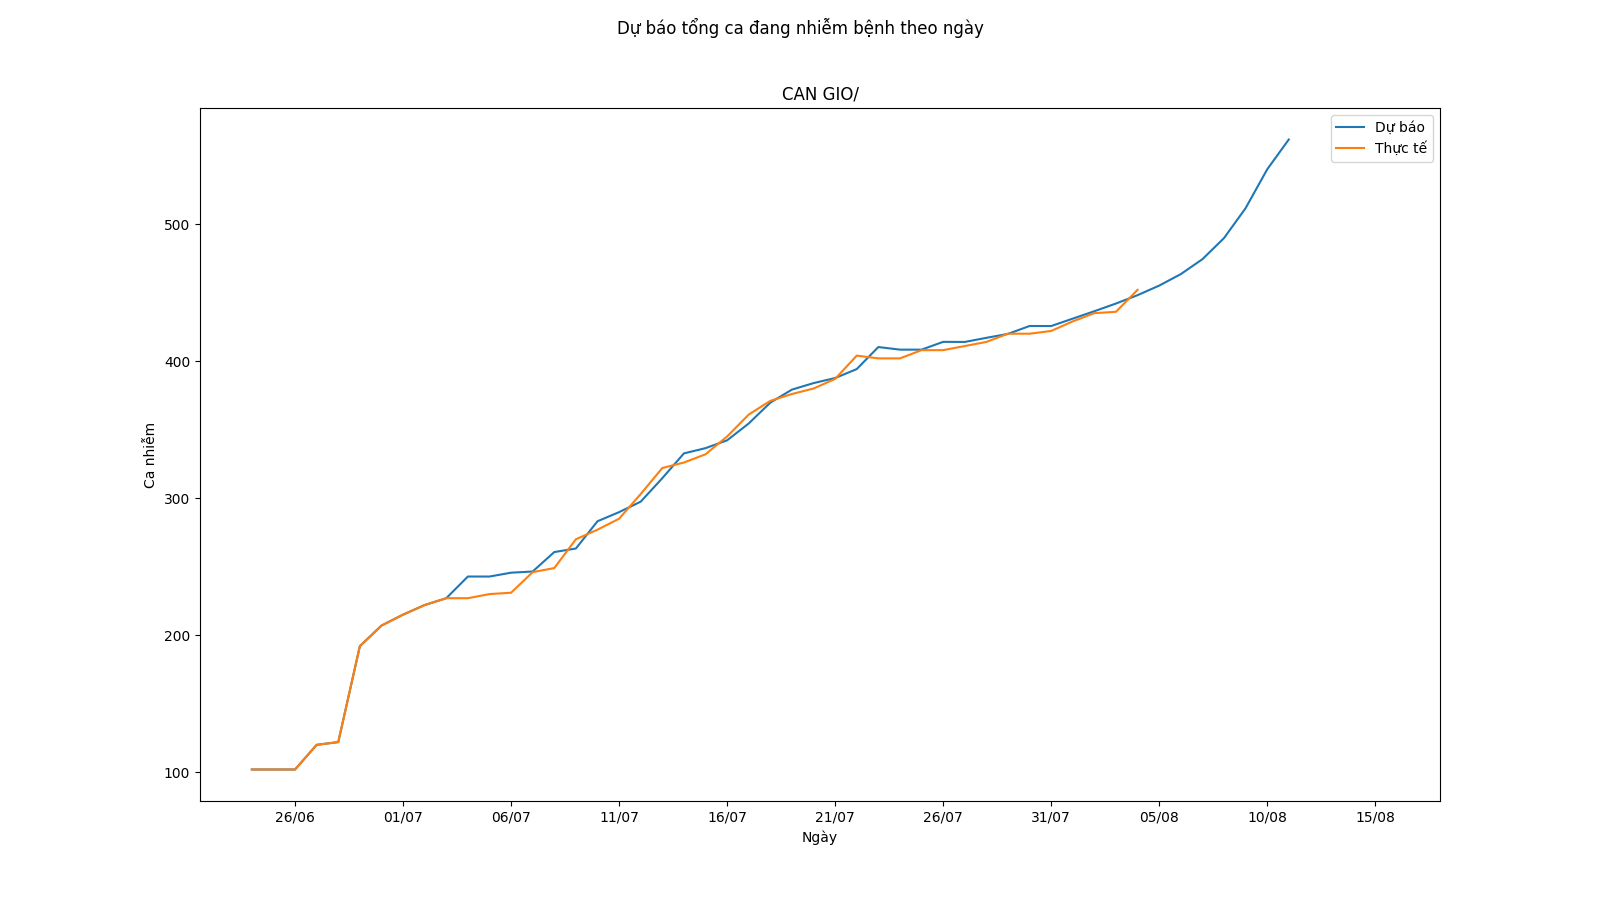 Dự báo tổng ca đang nhiễm bệnh theo ngày
CAN GIO/
Dự báo
Thực tế
500
400
300
200
100
Ca nhiễm
26/06 01/07 06/07 11/07 16/07 21/07 26/07 31/07 05/08 10/08 15/08
Ngày